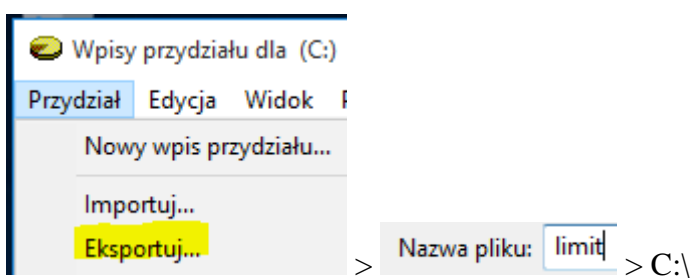 Wpisy przydziału dla (C:)
Przydział Edycja Widok
Nowy wpis przydziału...
Importuj...
Eksportuj... > Nazwa pliku: limit > C:\